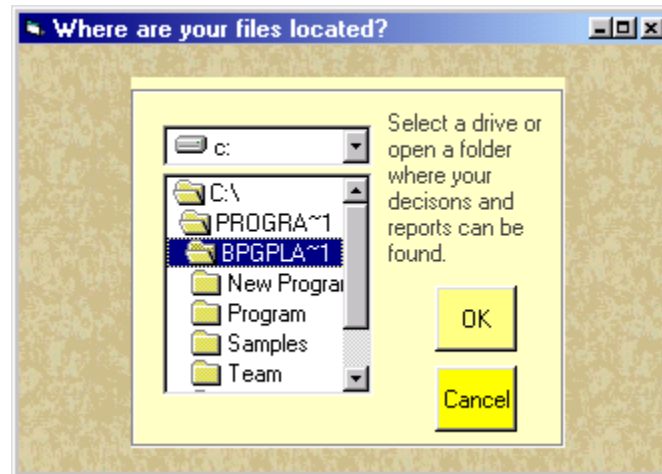 Where are your files located?
c:
Select a drive or
open a folder
where your
decisons and
reports can be
found.
C:\
PROGRA~1
BPGPLA~1
New Progra
Program
Samples
Team
OK
Cancel